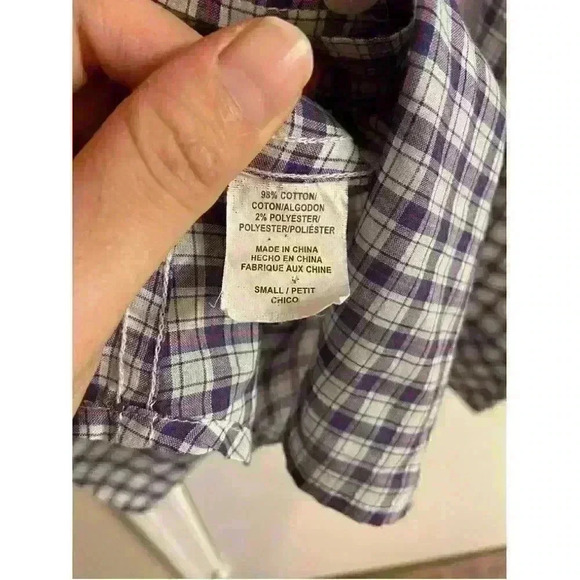 98% COTTON/
COTON/ALGODON
2% POLYESTER/
POLYESTER/POLIÉSTER
MADE IN CHINA
HECHO EN CHINA
FABRIQUE AUX CHINE
SMALL / PETIT
CHICO